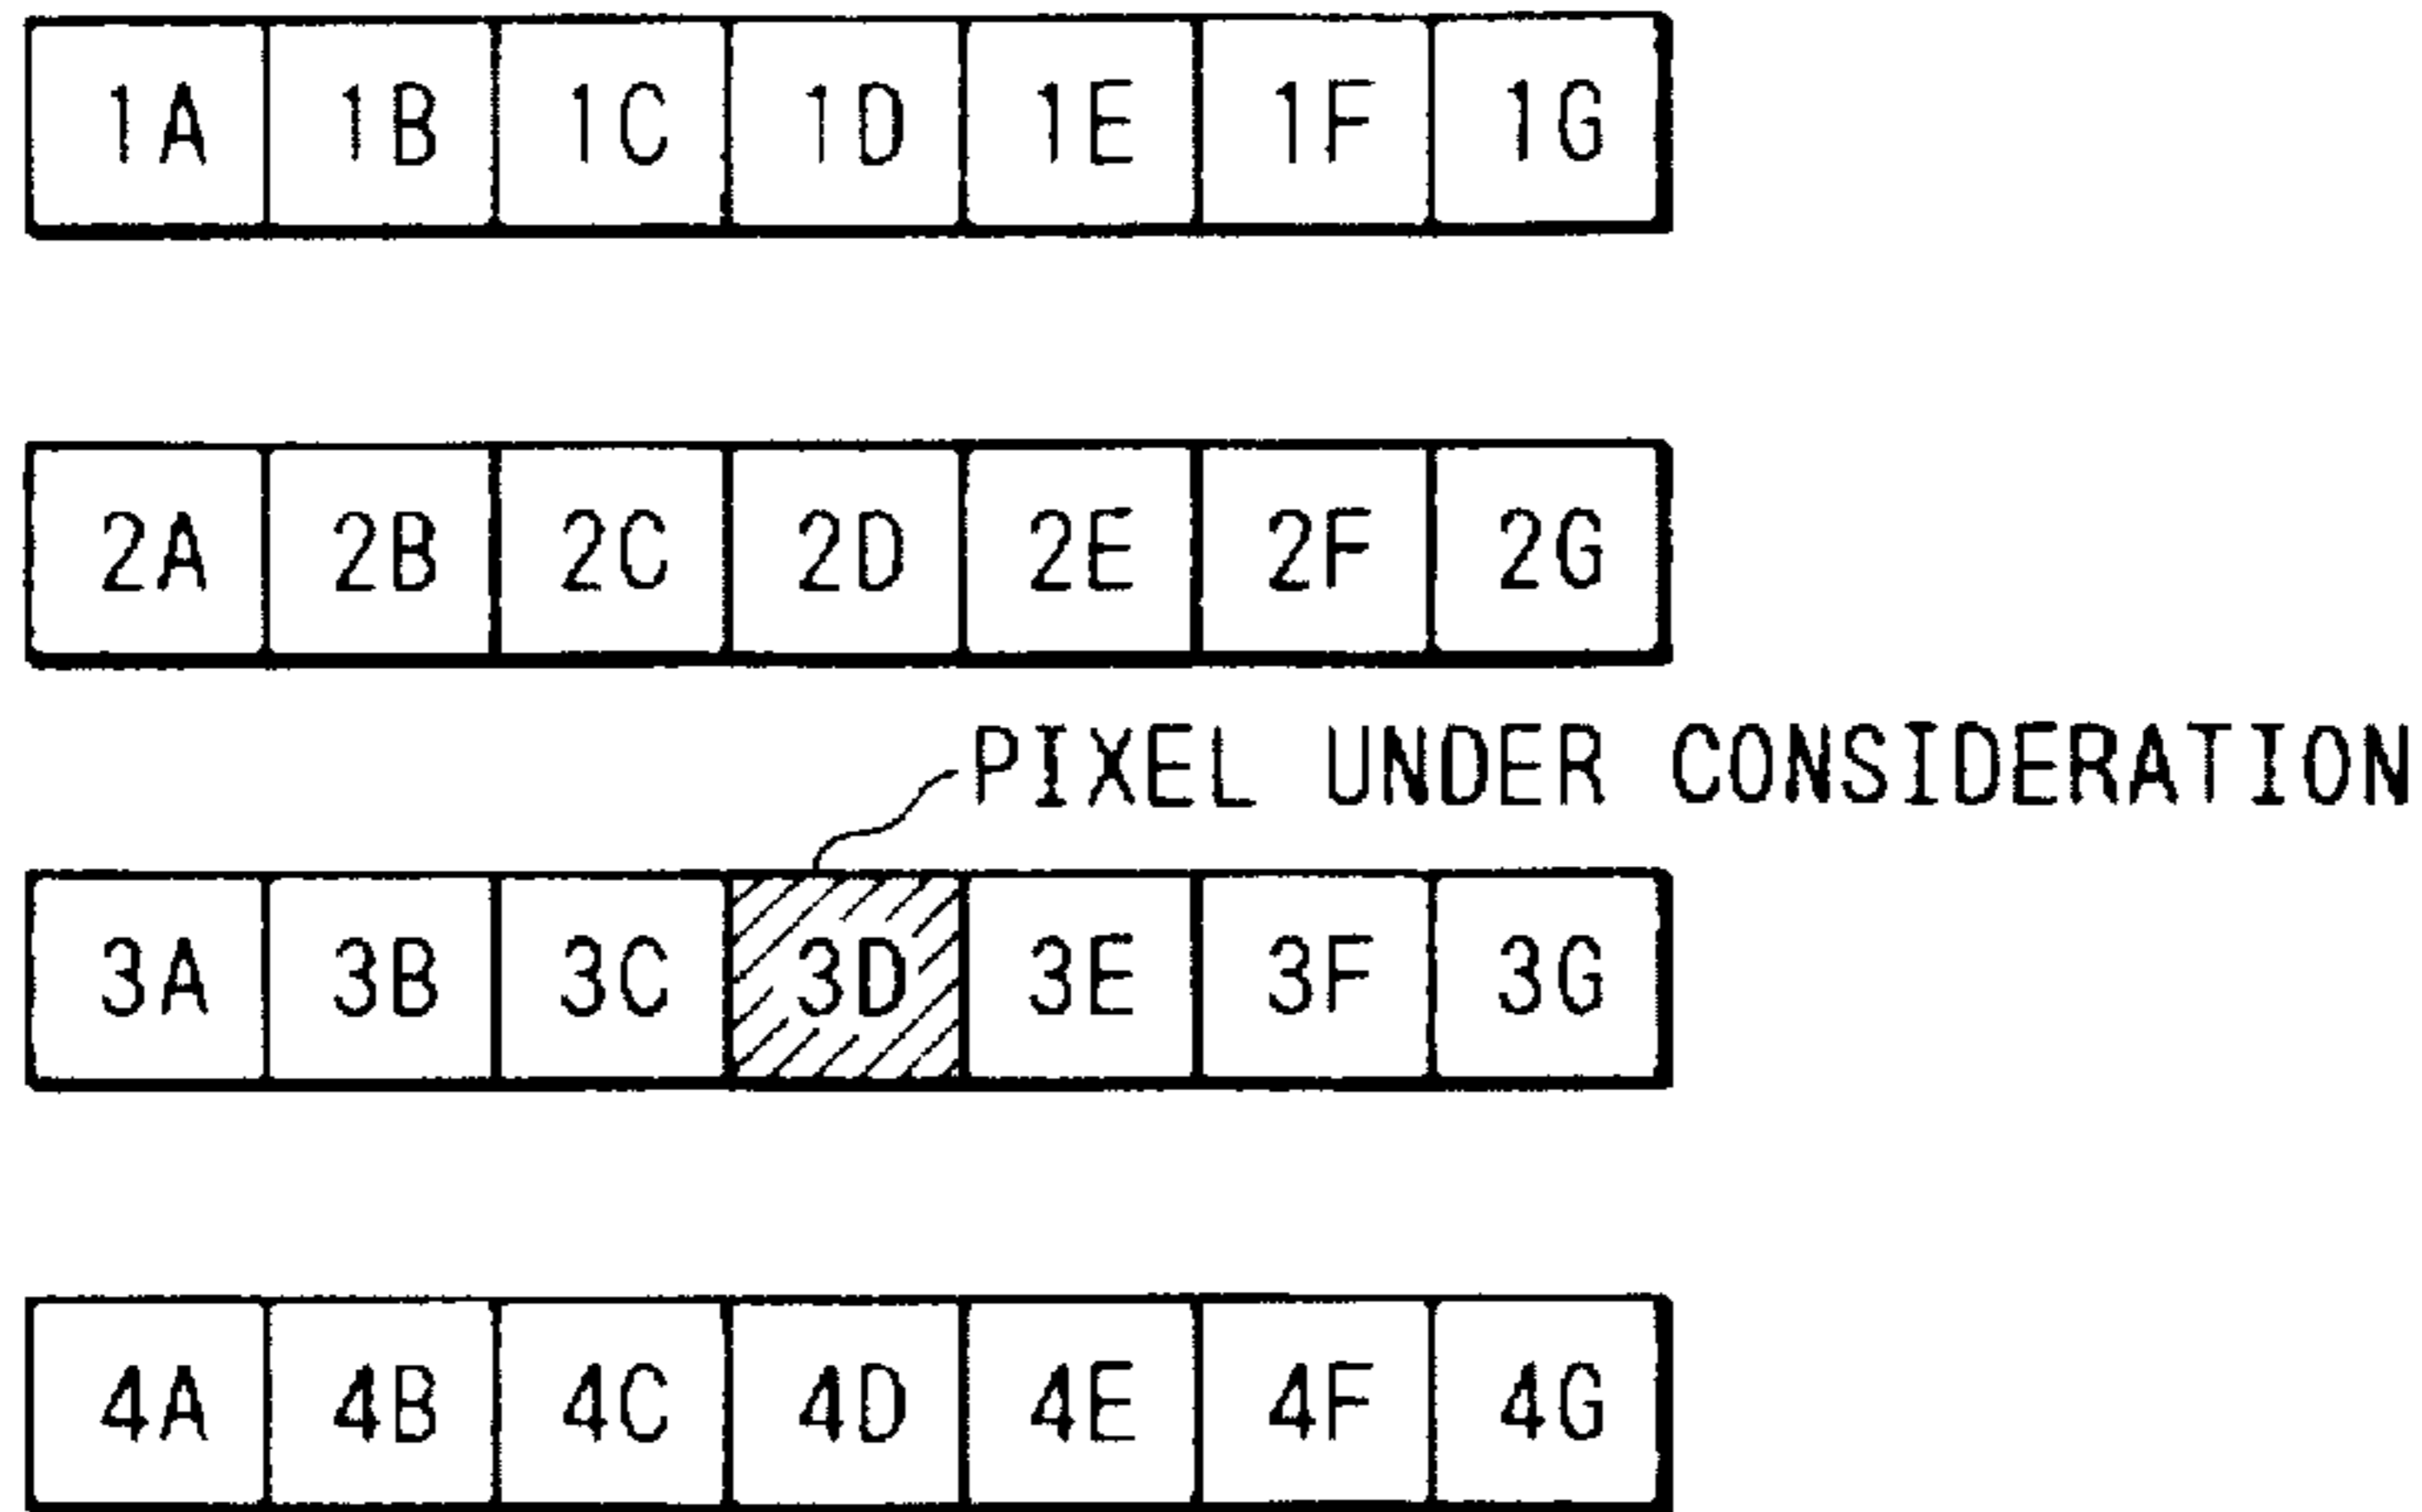 1A 1B 1C 1D 1E 1F 1G
2A 2B 2C 2D 2E 2F 2G
PIXEL UNDER CONSIDERATION
3A 3B 3C 3D 3E 3F 3G
4A 4B 4C 4D 4E 4F 4G